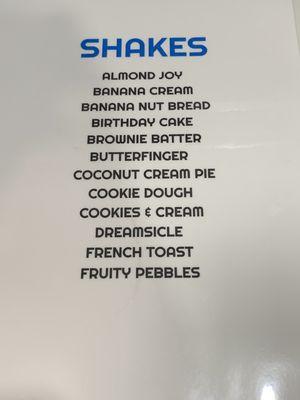 SHAKES
ALMOND JOY
BANANA CREAM
BANANA NUT BREAD
BIRTHDAY CAKE
BROWNIE BATTER
BUTTERFINGER
COCONUT CREAM PIE
COOKIE DOUGH
COOKIES & CREAM
DREAMSICLE
FRENCH TOAST
FRUITY PEBBLES